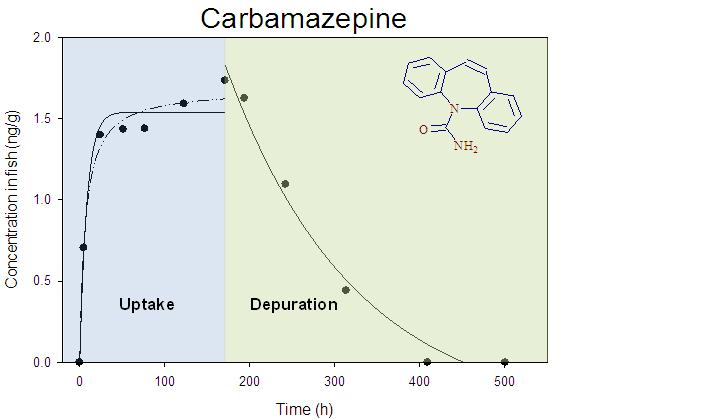 Carbamazepine
Concentration in fish (ng/g)
2.0
1.5
1.0
0.5
0.0
N
O
NH2
Uptake
Depuration
0
100
200
300
400
500
Time (h)